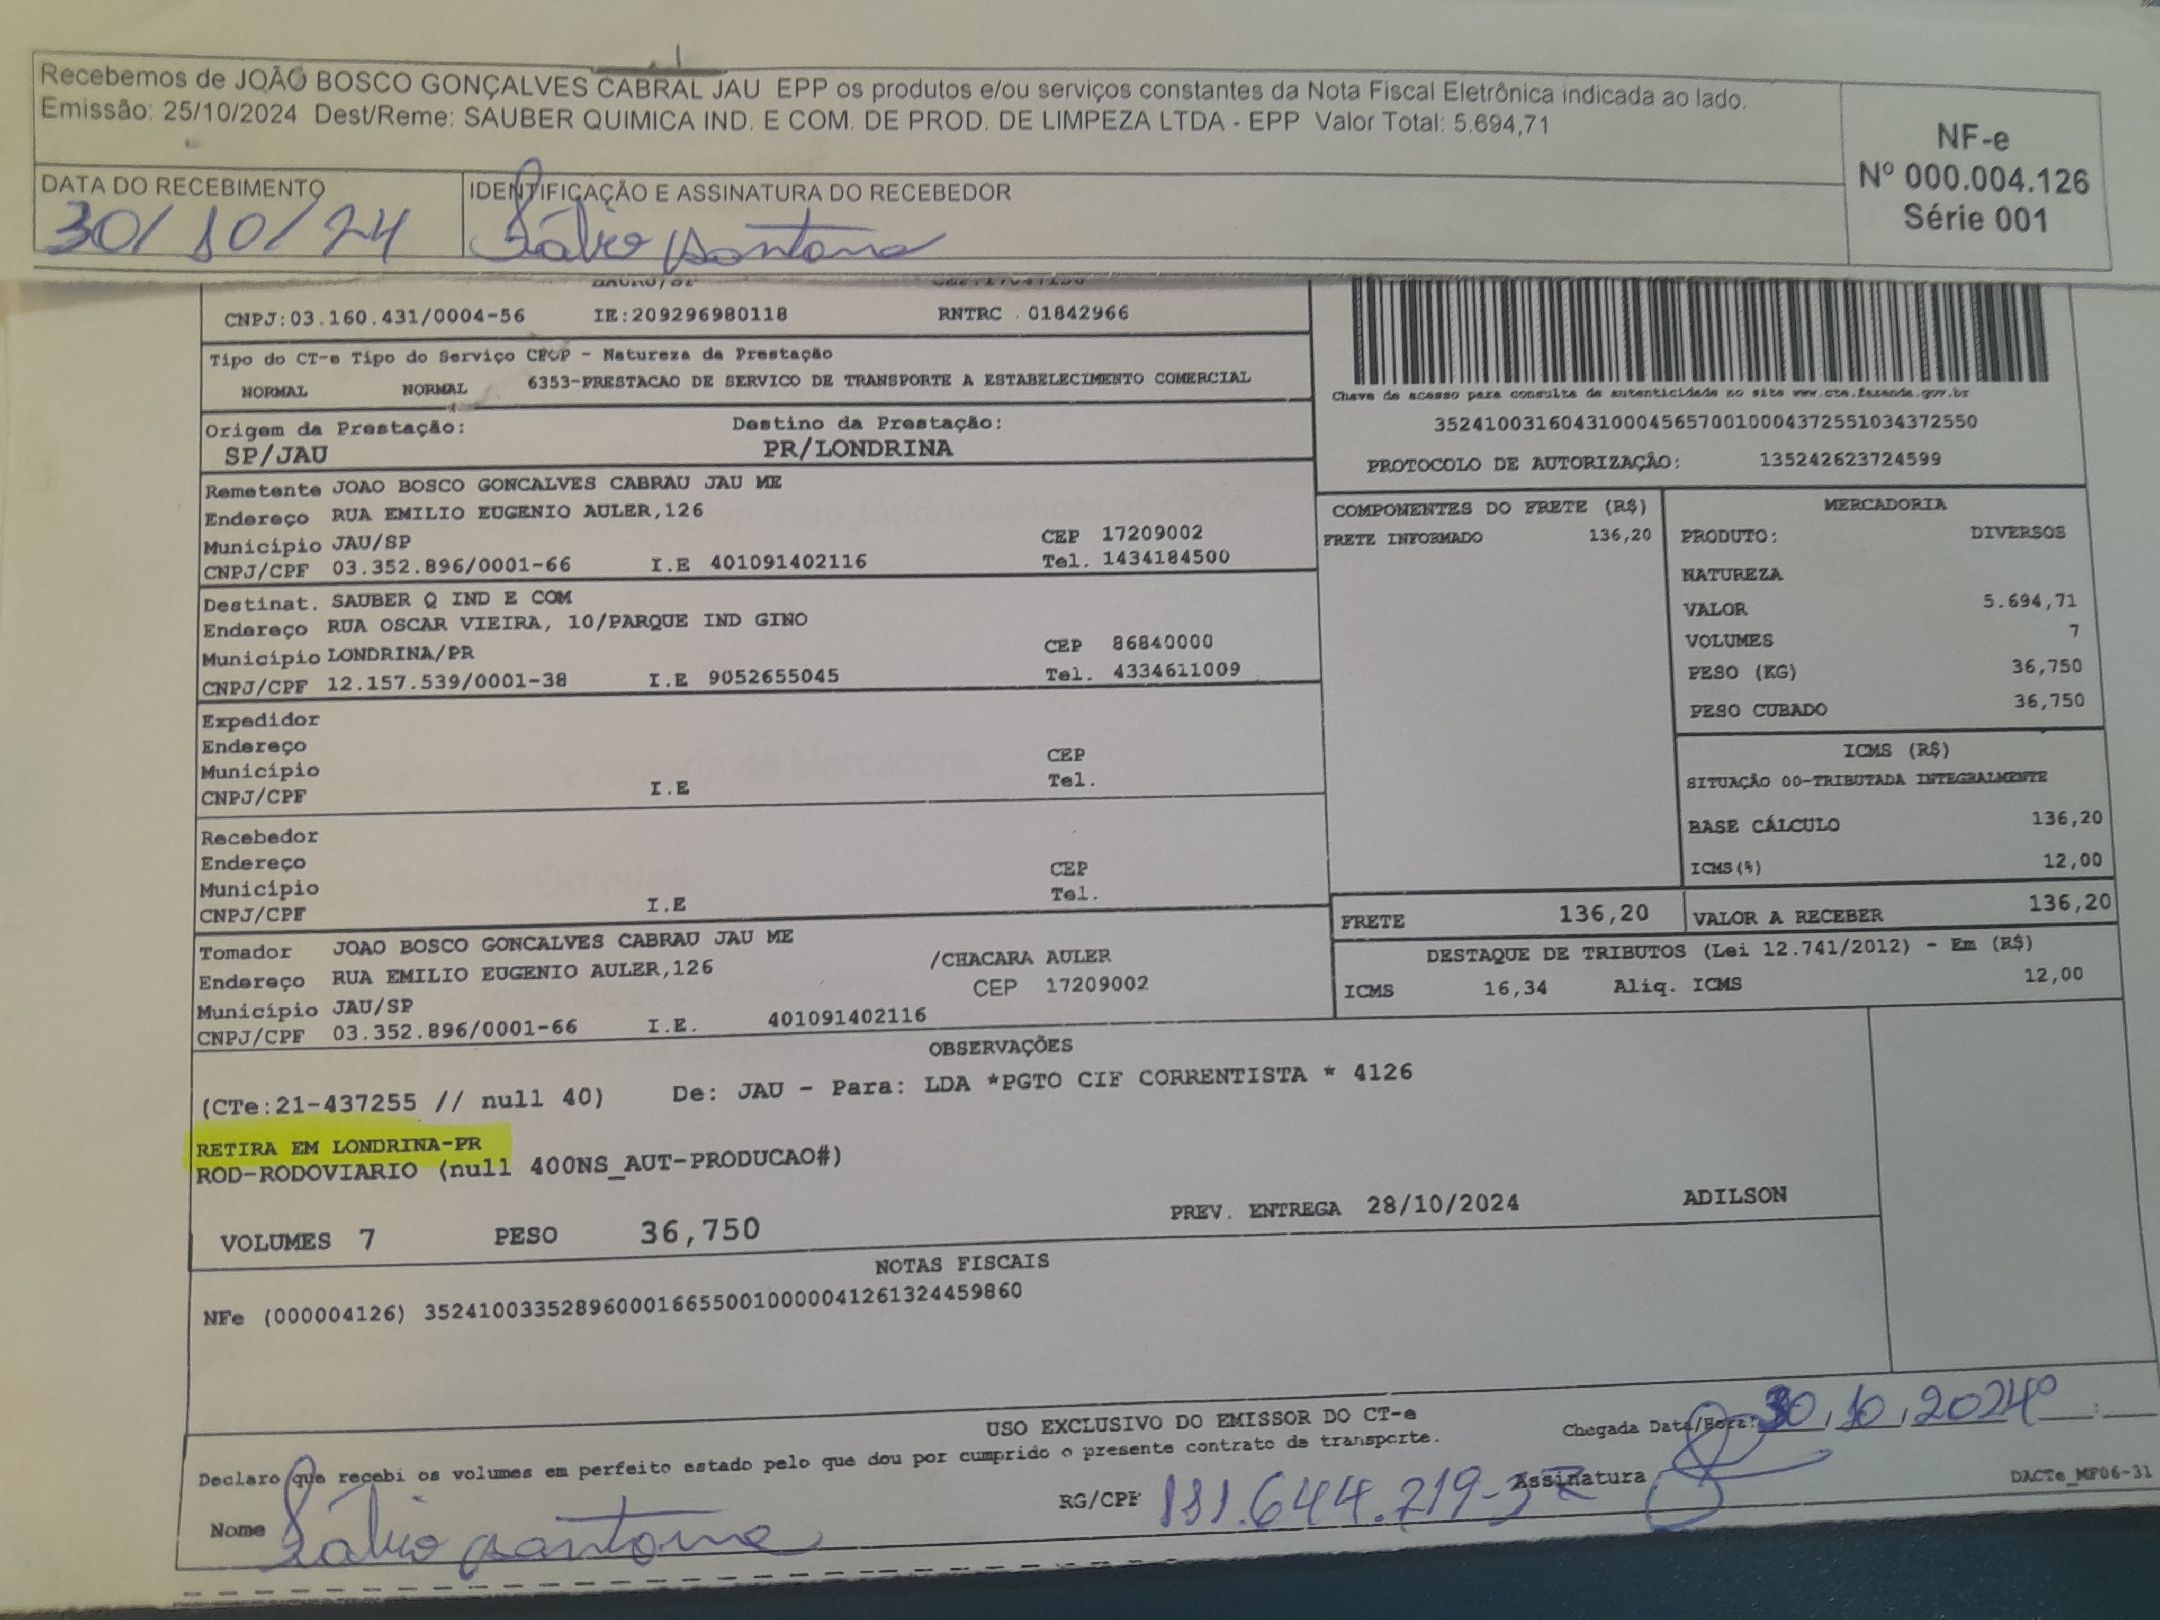 Recebemos de JOÃO BOSCO GONÇALVES CABRAL JAU EPP os produtos e/ou serviços constantes da Nota Fiscal Eletrônica indicada ao lado.
Emissão: 25/10/2024 Dest/Reme: SAUBER QUIMICA IND. E COM. DE PROD. DE LIMPEZA LTDA - EPP Valor Total: 5.694,71
NF-e
Nº 000.004.126
Série 001
DATA DO RECEBIMENTO
30/10/24
IDENTIFICAÇÃO E ASSINATURA DO RECEBEDOR
Sálvio Santana
CNPJ:03.160.431/0004-56 IE:209296980118 RNTRC 01842966
Tipo do CT-e Tipo do Serviço CFOP - Natureza da Prestação
NORMAL NORMAL 6353-PRESTACAO DE SERVICO DE TRANSPORTE A ESTABELECIMENTO COMERCIAL
Chave de acesso para consulta de autenticidade no site www.cte.fazenda.gov.br
35241003160431000456570010004372551034372550
PROTOCOLO DE AUTORIZAÇÃO: 135242623724599
Origem da Prestação: Destino da Prestação:
SP/JAU PR/LONDRINA
Remetente JOAO BOSCO GONCALVES CABRAU JAU ME
Endereço RUA EMILIO EUGENIO AULER,126
Município JAU/SP CEP 17209002
CNPJ/CPF 03.352.896/0001-66 I.E 401091402116 Tel. 1434184500
Destinat. SAUBER Q IND E COM
Endereço RUA OSCAR VIEIRA, 10/PARQUE IND GINO
Município LONDRINA/PR CEP 86840000
CNPJ/CPF 12.157.539/0001-38 I.E 9052655045 Tel. 4334611009
Expedidor
Endereço
Município CEP
CNPJ/CPF I.E Tel.
Recebedor
Endereço
Município CEP
CNPJ/CPF I.E Tel.
Tomador JOAO BOSCO GONCALVES CABRAU JAU ME
Endereço RUA EMILIO EUGENIO AULER,126 /CHACARA AULER
Município JAU/SP CEP 17209002
CNPJ/CPF 03.352.896/0001-66 I.E. 401091402116
COMPONENTES DO FRETE (R$)
FRETE INFORMADO 136,20
MERCADORIA
PRODUTO: DIVERSOS
NATUREZA
VALOR 5.694,71
VOLUMES 7
PESO (KG) 36,750
PESO CUBADO 36,750
ICMS (R$)
SITUAÇÃO 00-TRIBUTADA INTEGRALMENTE
BASE CÁLCULO 136,20
ICMS(%) 12,00
FRETE 136,20 VALOR A RECEBER 136,20
DESTAQUE DE TRIBUTOS (Lei 12.741/2012) - Em (R$)
ICMS 16,34 Aliq. ICMS 12,00
OBSERVAÇÕES
(CTe:21-437255 // null 40) De: JAU - Para: LDA *PGTO CIF CORRENTISTA * 4126
RETIRA EM LONDRINA-PR
ROD-RODOVIARIO (null 400NS_AUT-PRODUCAO#)
VOLUMES 7 PESO 36,750 PREV. ENTREGA 28/10/2024 ADILSON
NOTAS FISCAIS
NFe (000004126) 35241003352896000166550010000041261324459860
USO EXCLUSIVO DO EMISSOR DO CT-e
Declaro que recebi os volumes em perfeito estado pelo que dou por cumprido o presente contrato de transporte.
Chegada Data/Hora: 30,10,2024
Nome Sálvio Santana RG/CPF 181.644.219- Assinatura
DACTe_MF06-31